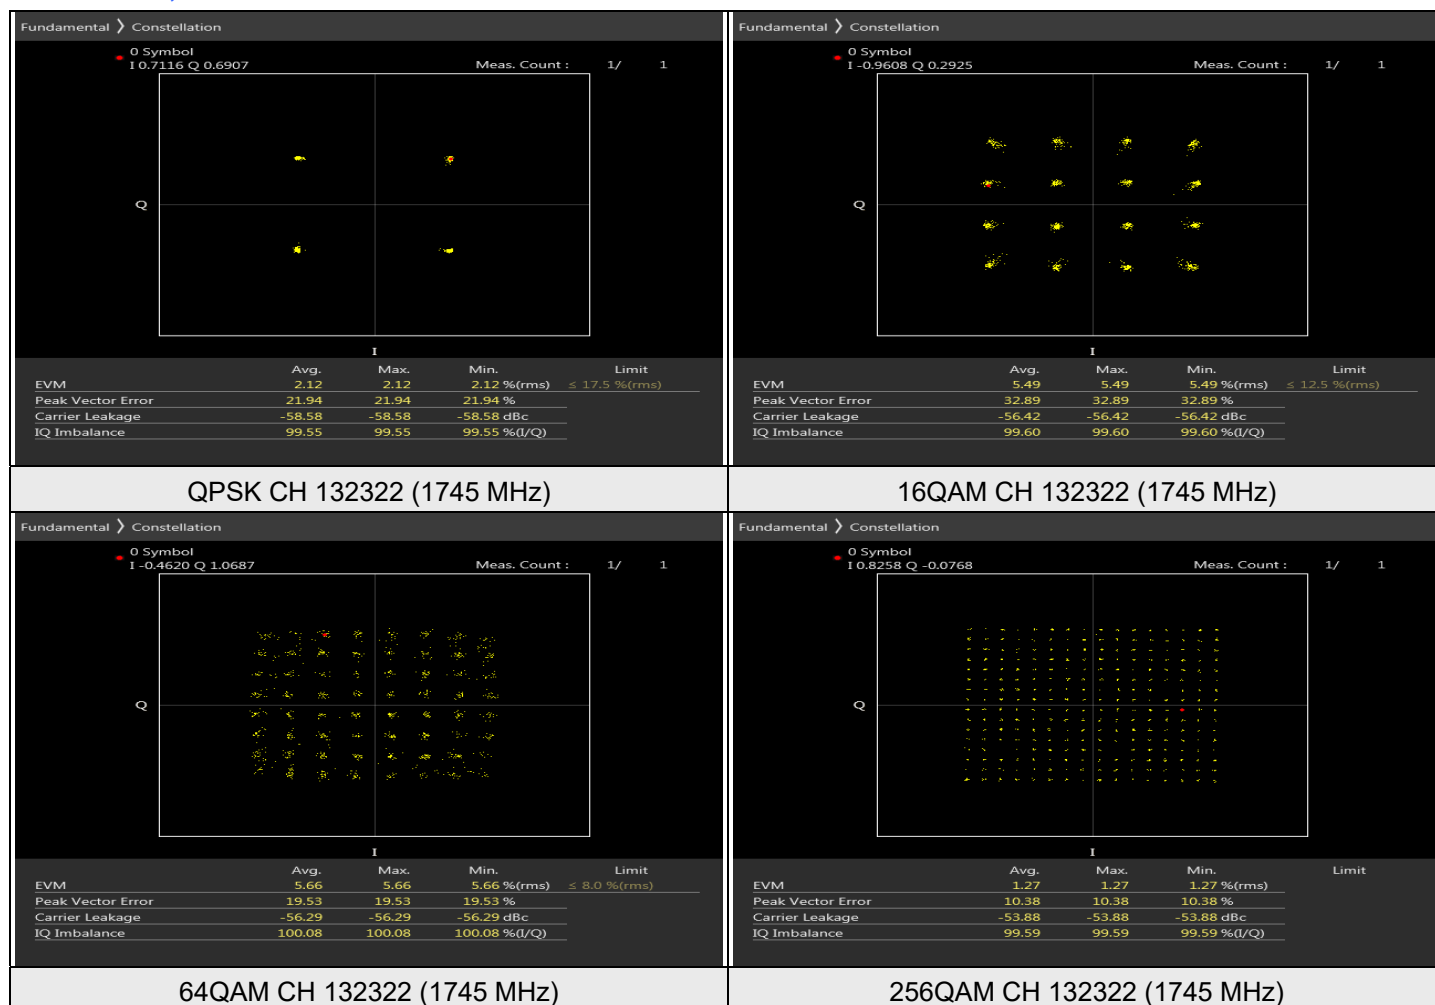 Fundamental ❯ Constellation
0 Symbol
I 0.7116 Q 0.6907 Meas. Count : 1/ 1
Q
I
Avg. Max. Min. Limit
EVM 2.12 2.12 2.12 %(rms) ≤ 17.5 %(rms)
Peak Vector Error 21.94 21.94 21.94 %
Carrier Leakage -58.58 -58.58 -58.58 dBc
IQ Imbalance 99.55 99.55 99.55 %(I/Q)
QPSK CH 132322 (1745 MHz)
Fundamental ❯ Constellation
0 Symbol
I -0.9608 Q 0.2925 Meas. Count : 1/ 1
Q
I
Avg. Max. Min. Limit
EVM 5.49 5.49 5.49 %(rms) ≤ 12.5 %(rms)
Peak Vector Error 32.89 32.89 32.89 %
Carrier Leakage -56.42 -56.42 -56.42 dBc
IQ Imbalance 99.60 99.60 99.60 %(I/Q)
16QAM CH 132322 (1745 MHz)
Fundamental ❯ Constellation
0 Symbol
I -0.4620 Q 1.0687 Meas. Count : 1/ 1
Q
I
Avg. Max. Min. Limit
EVM 5.66 5.66 5.66 %(rms) ≤ 8.0 %(rms)
Peak Vector Error 19.53 19.53 19.53 %
Carrier Leakage -56.29 -56.29 -56.29 dBc
IQ Imbalance 100.08 100.08 100.08 %(I/Q)
64QAM CH 132322 (1745 MHz)
Fundamental ❯ Constellation
0 Symbol
I 0.8258 Q -0.0768 Meas. Count : 1/ 1
Q
I
Avg. Max. Min. Limit
EVM 1.27 1.27 1.27 %(rms)
Peak Vector Error 10.38 10.38 10.38 %
Carrier Leakage -53.88 -53.88 -53.88 dBc
IQ Imbalance 99.59 99.59 99.59 %(I/Q)
256QAM CH 132322 (1745 MHz)